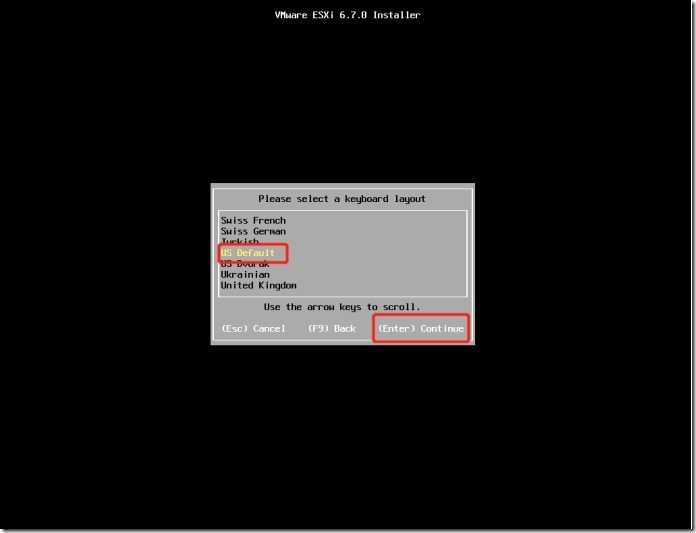 VMware ESXi 6.7.0 Installer
Please select a keyboard layout
Swiss French
Swiss German
Turkish
US Default
US Dvorak
Ukrainian
United Kingdom
Use the arrow keys to scroll.
(Esc) Cancel (F9) Back (Enter) Continue